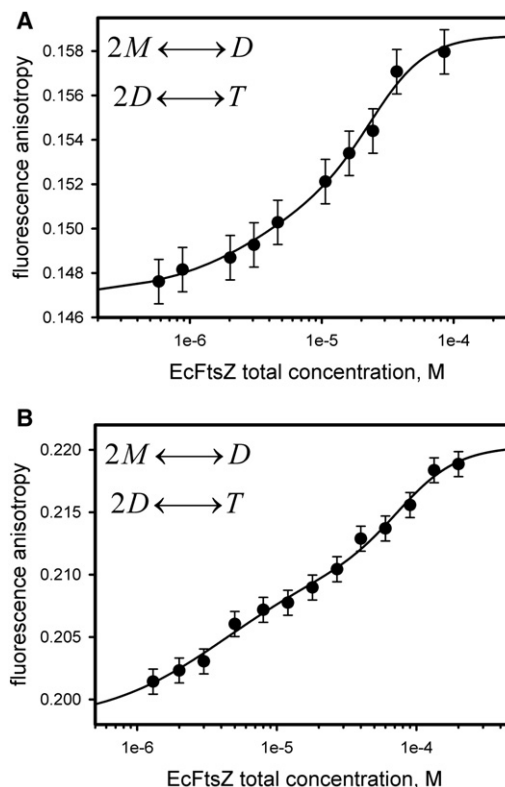 A
2M ⟷ D
2D ⟷ T
0.158
0.156
0.154
0.152
0.150
0.148
0.146
fluorescence anisotropy
1e-6 1e-5 1e-4
EcFtsZ total concentration, M
B
2M ⟷ D
2D ⟷ T
0.220
0.215
0.210
0.205
0.200
fluorescence anisotropy
1e-6 1e-5 1e-4
EcFtsZ total concentration, M